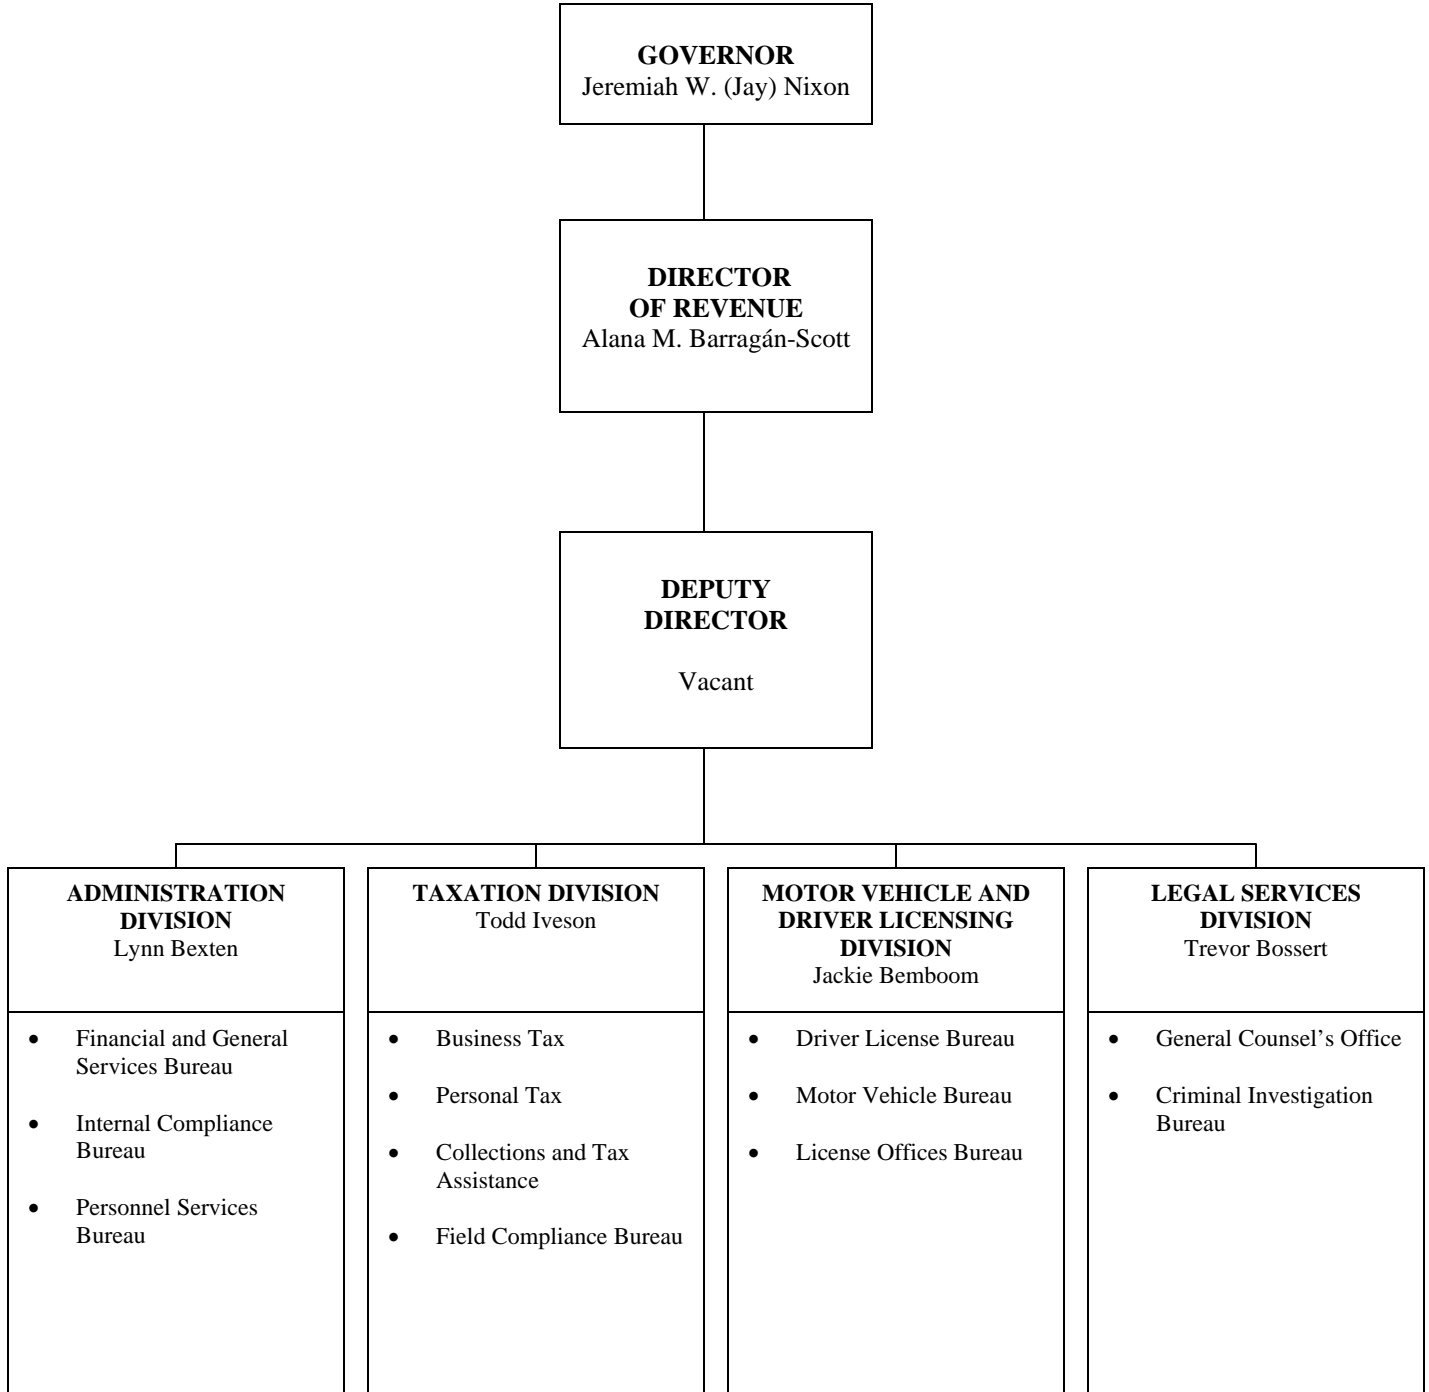 GOVERNOR
Jeremiah W. (Jay) Nixon
DIRECTOR
OF REVENUE
Alana M. Barragán-Scott
DEPUTY
DIRECTOR
Vacant
ADMINISTRATION
DIVISION
Lynn Bexten
• Financial and General
Services Bureau
• Internal Compliance
Bureau
• Personnel Services
Bureau
TAXATION DIVISION
Todd Iveson
• Business Tax
• Personal Tax
• Collections and Tax
Assistance
• Field Compliance Bureau
MOTOR VEHICLE AND
DRIVER LICENSING
DIVISION
Jackie Bemboom
• Driver License Bureau
• Motor Vehicle Bureau
• License Offices Bureau
LEGAL SERVICES
DIVISION
Trevor Bossert
• General Counsel’s Office
• Criminal Investigation
Bureau